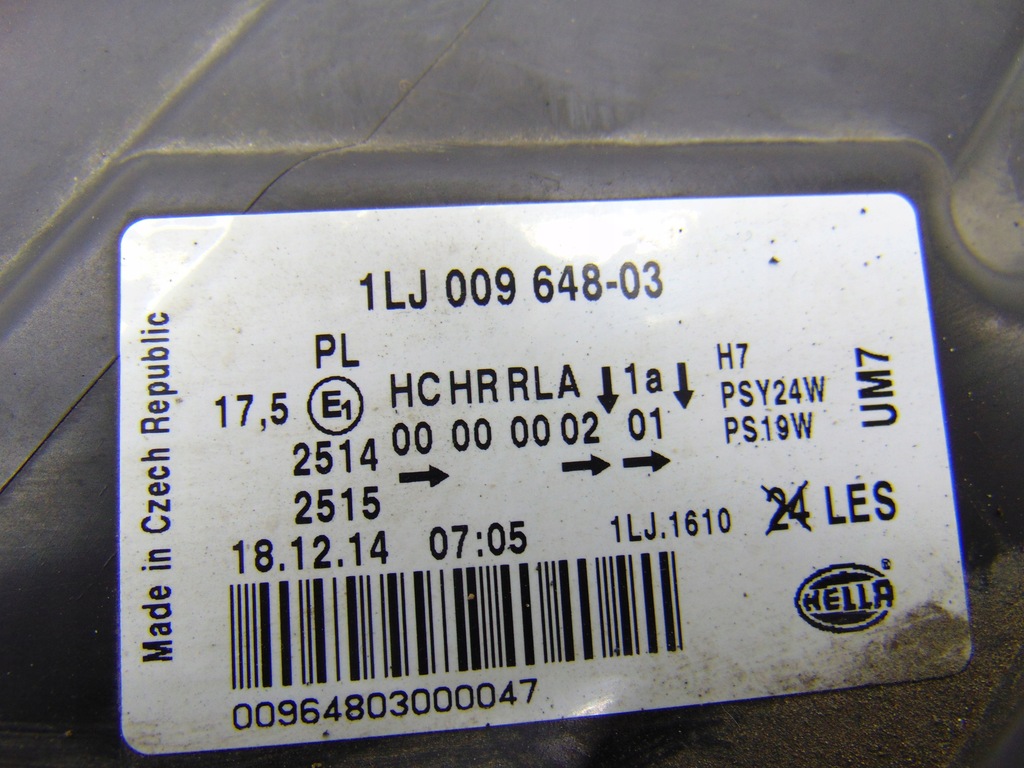 1LJ 009 648-03
PL
17,5 E1 HC HR RLA ↓ 1a ↓
2514 00 00 00 02 01
2515 → → →
H7
PSY24W
PS19W
UM7
18.12.14 07:05 1LJ.1610 24 LES
HELLA®
00964803000047
Made in Czech Republic